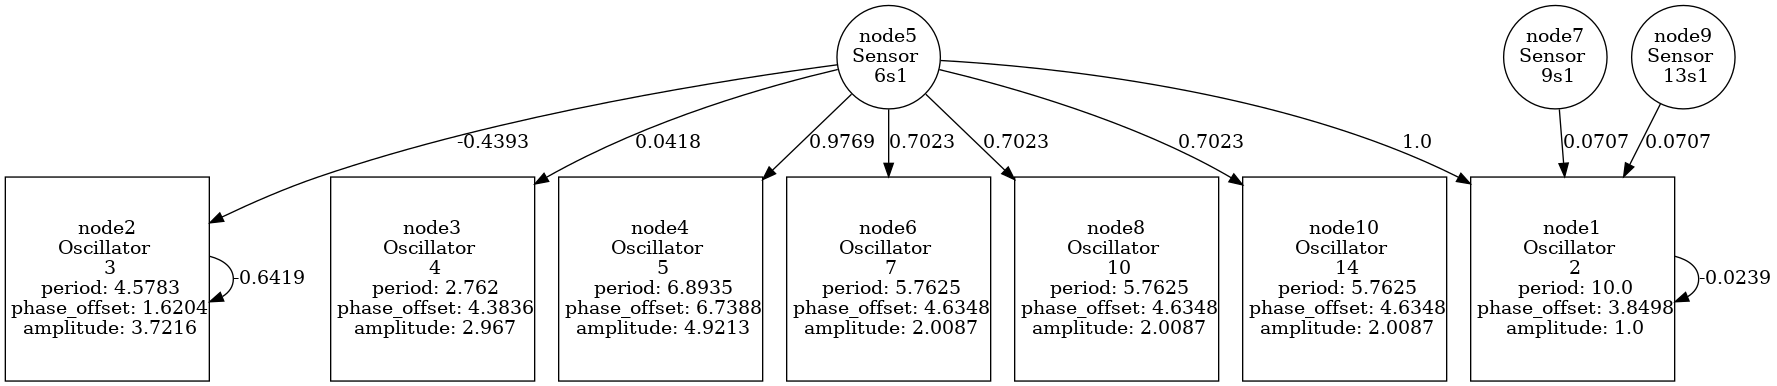 node5
Sensor
6s1
node7
Sensor
9s1
node9
Sensor
13s1
-0.4393
0.0418
0.9769
0.7023
0.7023
0.7023
1.0
0.0707
0.0707
node2
Oscillator
3
period: 4.5783
phase_offset: 1.6204
amplitude: 3.7216
-0.6419
node3
Oscillator
4
period: 2.762
phase_offset: 4.3836
amplitude: 2.967
node4
Oscillator
5
period: 6.8935
phase_offset: 6.7388
amplitude: 4.9213
node6
Oscillator
7
period: 5.7625
phase_offset: 4.6348
amplitude: 2.0087
node8
Oscillator
10
period: 5.7625
phase_offset: 4.6348
amplitude: 2.0087
node10
Oscillator
14
period: 5.7625
phase_offset: 4.6348
amplitude: 2.0087
node1
Oscillator
2
period: 10.0
phase_offset: 3.8498
amplitude: 1.0
-0.0239